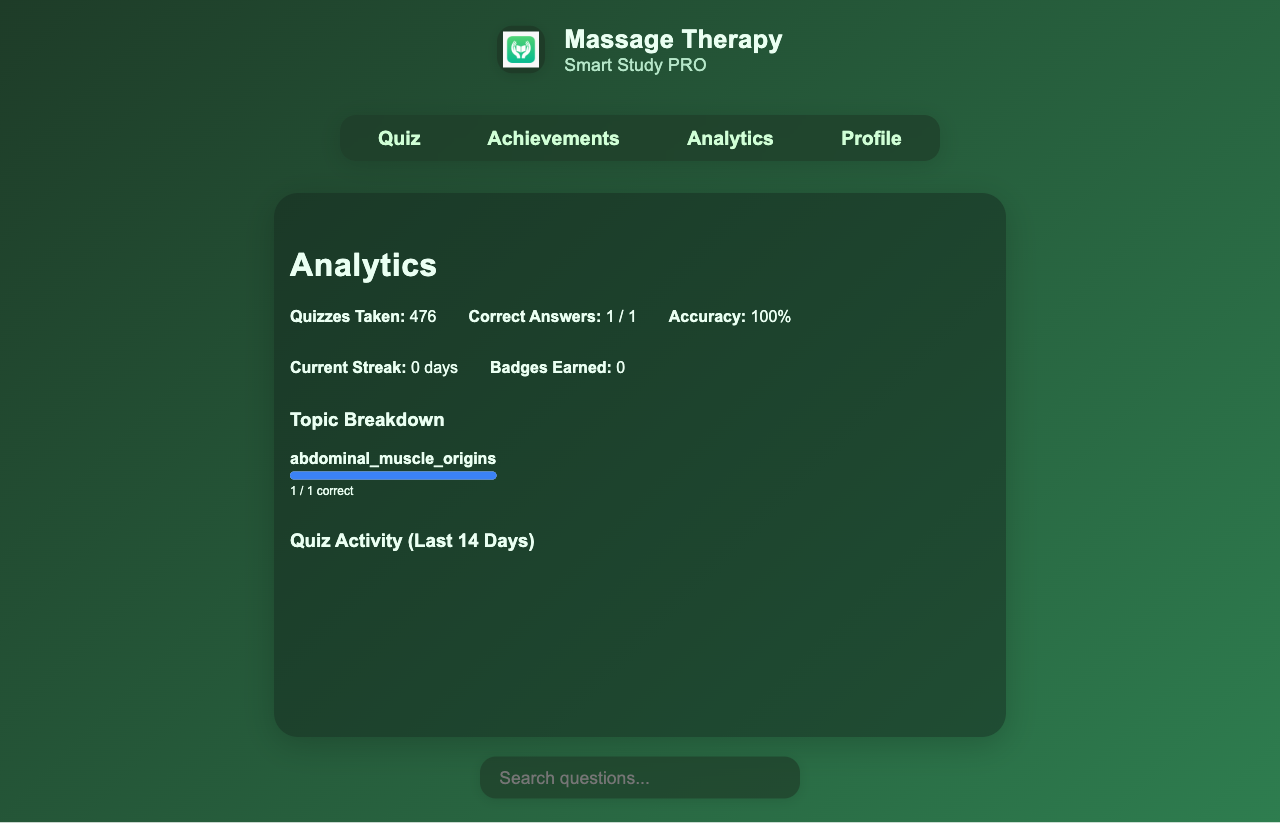 Massage Therapy
Smart Study PRO
Quiz Achievements Analytics Profile
Analytics
Quizzes Taken: 476 Correct Answers: 1 / 1 Accuracy: 100%
Current Streak: 0 days Badges Earned: 0
Topic Breakdown
abdominal_muscle_origins
1 / 1 correct
Quiz Activity (Last 14 Days)
Search questions...